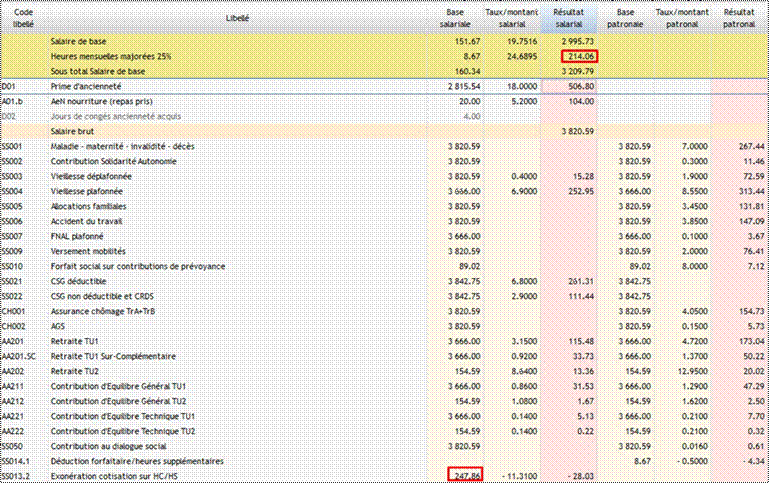 Code libellé Libellé Base salariale Taux/montant salarial Résultat salarial Base patronale Taux/montant patronal Résultat patronal
Salaire de base 151.67 19.7516 2 995.73
Heures mensuelles majorées 25% 8.67 24.6895 214.06
Sous total Salaire de base 160.34 3 209.79
D01 Prime d'ancienneté 2 815.54 18.0000 506.80
A01.b AeN nourriture (repas pris) 20.00 5.2000 104.00
D02 Jours de congés ancienneté acquis 4.00
Salaire brut 3 820.59
SS001 Maladie - maternité - invalidité - décès 3 820.59 3 820.59 7.0000 267.44
SS002 Contribution Solidarité Autonomie 3 820.59 3 820.59 0.3000 11.46
SS003 Vieillesse déplafonnée 3 820.59 0.4000 15.28 3 820.59 1.9000 72.59
SS004 Vieillesse plafonnée 3 666.00 6.9000 252.95 3 666.00 8.5500 313.44
SS005 Allocations familiales 3 820.59 3 820.59 3.4500 131.81
SS006 Accident du travail 3 820.59 3 820.59 3.8500 147.09
SS007 FNAL plafonné 3 666.00 3 666.00 0.1000 3.67
SS009 Versement mobilités 3 820.59 3 820.59 2.0000 76.41
SS010 Forfait social sur contributions de prévoyance 89.02 89.02 8.0000 7.12
SS021 CSG déductible 3 842.75 6.8000 261.31 3 842.75
SS022 CSG non déductible et CRDS 3 842.75 2.9000 111.44 3 842.75
CH001 Assurance chômage TrA+TrB 3 820.59 3 820.59 4.0500 154.73
CH002 AGS 3 820.59 3 820.59 0.1500 5.73
AA201 Retraite TU1 3 666.00 3.1500 115.48 3 666.00 4.7200 173.04
AA201.SC Retraite TU1 Sur-Complémentaire 3 666.00 0.9200 33.73 3 666.00 1.3700 50.22
AA202 Retraite TU2 154.59 8.6400 13.36 154.59 12.9500 20.02
AA211 Contribution d'Equilibre Général TU1 3 666.00 0.8600 31.53 3 666.00 1.2900 47.29
AA212 Contribution d'Equilibre Général TU2 154.59 1.0800 1.67 154.59 1.6200 2.50
AA221 Contribution d'Equilibre Technique TU1 3 666.00 0.1400 5.13 3 666.00 0.2100 7.70
AA222 Contribution d'Equilibre Technique TU2 154.59 0.1400 0.22 154.59 0.2100 0.32
SS050 Contribution au dialogue social 3 820.59 3 820.59 0.0160 0.61
SS014.1 Déduction forfaitaire/heures supplémentaires 8.67 - 0.5000 - 4.34
SS013.2 Exonération cotisation sur HC/HS 247.86 - 11.3100 - 28.03